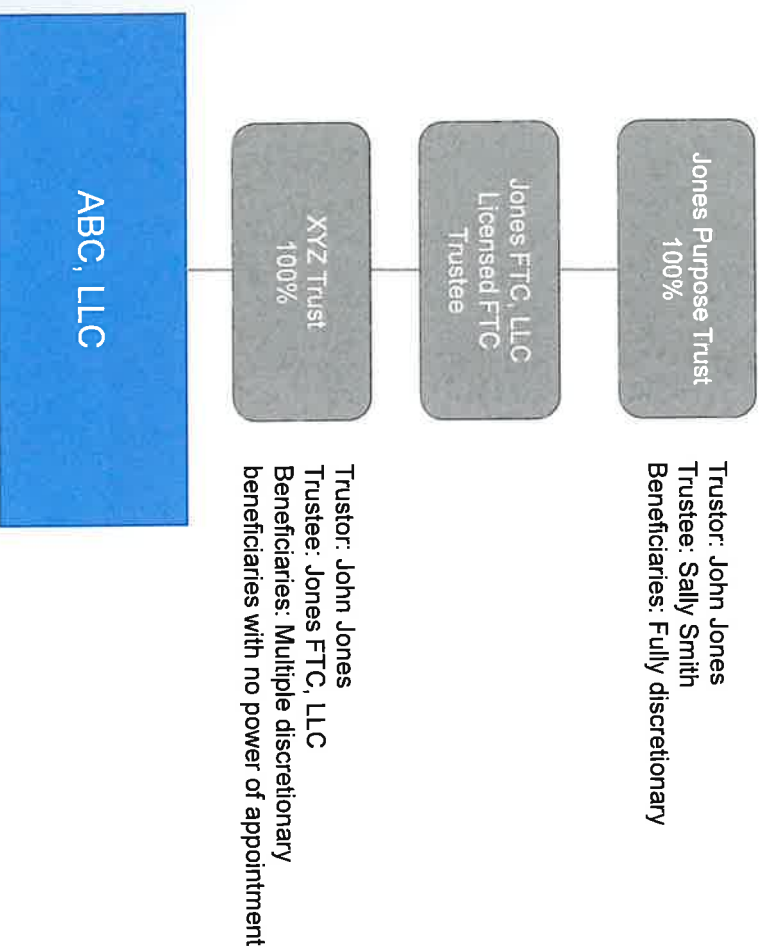 Jones Purpose Trust
100%
Trustor: John Jones
Trustee: Sally Smith
Beneficiaries: Fully discretionary
Jones FTC, LLC
Licensed FTC
Trustee
XYZ Trust
100%
Trustor: John Jones
Trustee: Jones FTC, LLC
Beneficiaries: Multiple discretionary
beneficiaries with no power of appointment
ABC, LLC